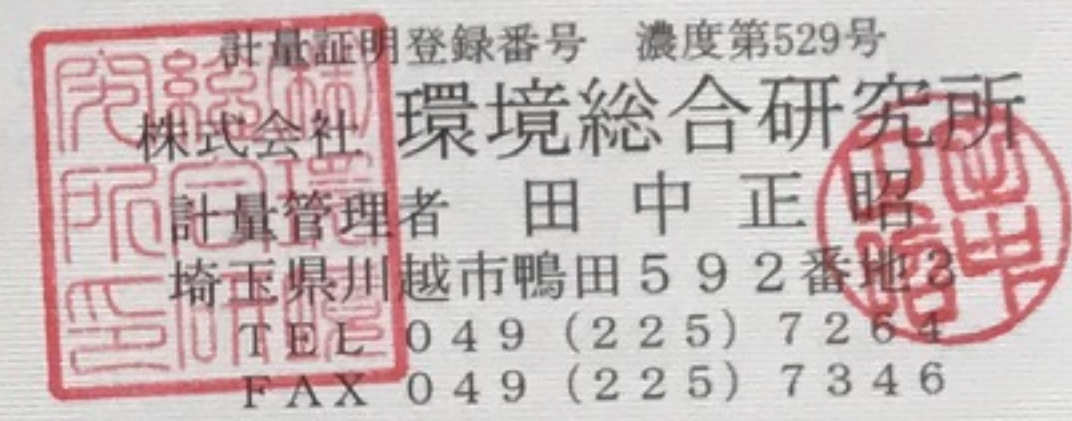 計量証明登録番号　濃度第529号
株式会社 環境総合研究所
計量管理者　田 中 正 昭
埼玉県川越市鴨田５９２番地３
ＴＥＬ ０４９（２２５）７２６４
ＦＡＸ ０４９（２２５）７３４６